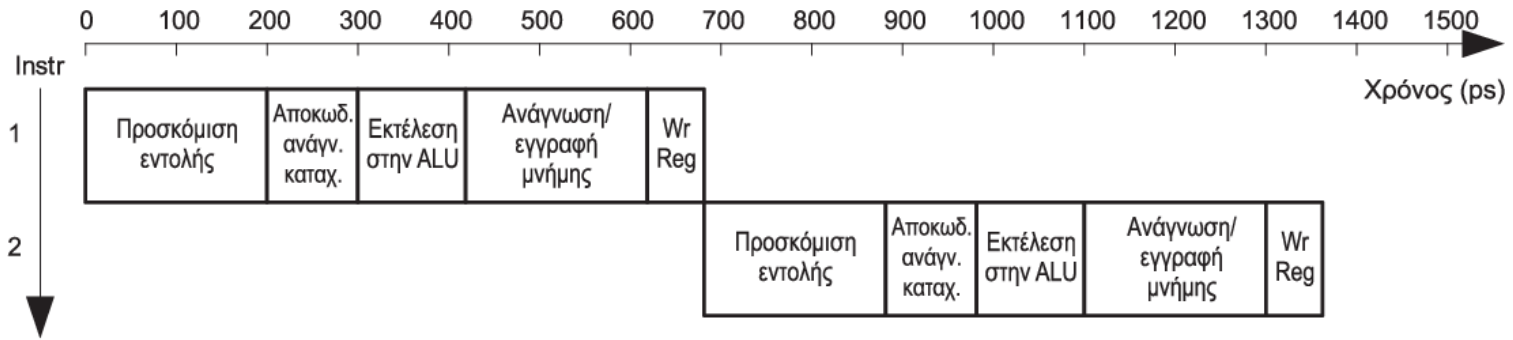 0 100 200 300 400 500 600 700 800 900 1000 1100 1200 1300 1400 1500
Instr
Χρόνος (ps)
1
Προσκόμιση
εντολής
Αποκωδ.
ανάγν.
καταχ.
Εκτέλεση
στην ALU
Ανάγνωση/
εγγραφή
μνήμης
Wr
Reg
2
Προσκόμιση
εντολής
Αποκωδ.
ανάγν.
καταχ.
Εκτέλεση
στην ALU
Ανάγνωση/
εγγραφή
μνήμης
Wr
Reg